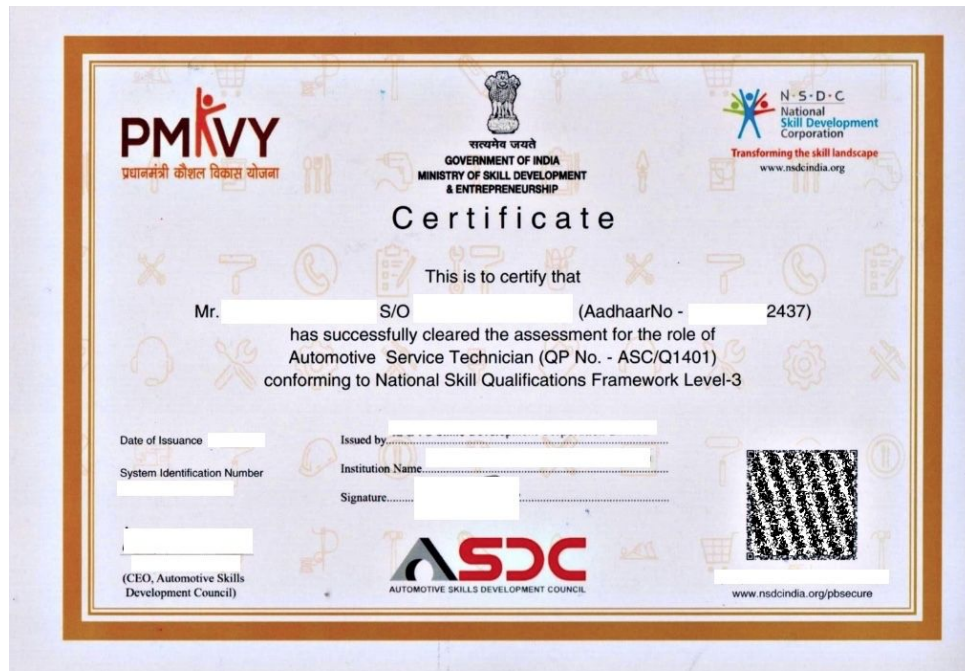 PMKVY
प्रधानमंत्री कौशल विकास योजना
सत्यमेव जयते
GOVERNMENT OF INDIA
MINISTRY OF SKILL DEVELOPMENT
& ENTREPRENEURSHIP
N·S·D·C
National
Skill Development
Corporation
Transforming the skill landscape
www.nsdcindia.org
Certificate
This is to certify that
Mr. S/O (AadhaarNo - 2437)
has successfully cleared the assessment for the role of
Automotive Service Technician (QP No. - ASC/Q1401)
conforming to National Skill Qualifications Framework Level-3
Date of Issuance
System Identification Number
Issued by
Institution Name
Signature
(CEO, Automotive Skills
Development Council)
ASDC
AUTOMOTIVE SKILLS DEVELOPMENT COUNCIL
www.nsdcindia.org/pbsecure